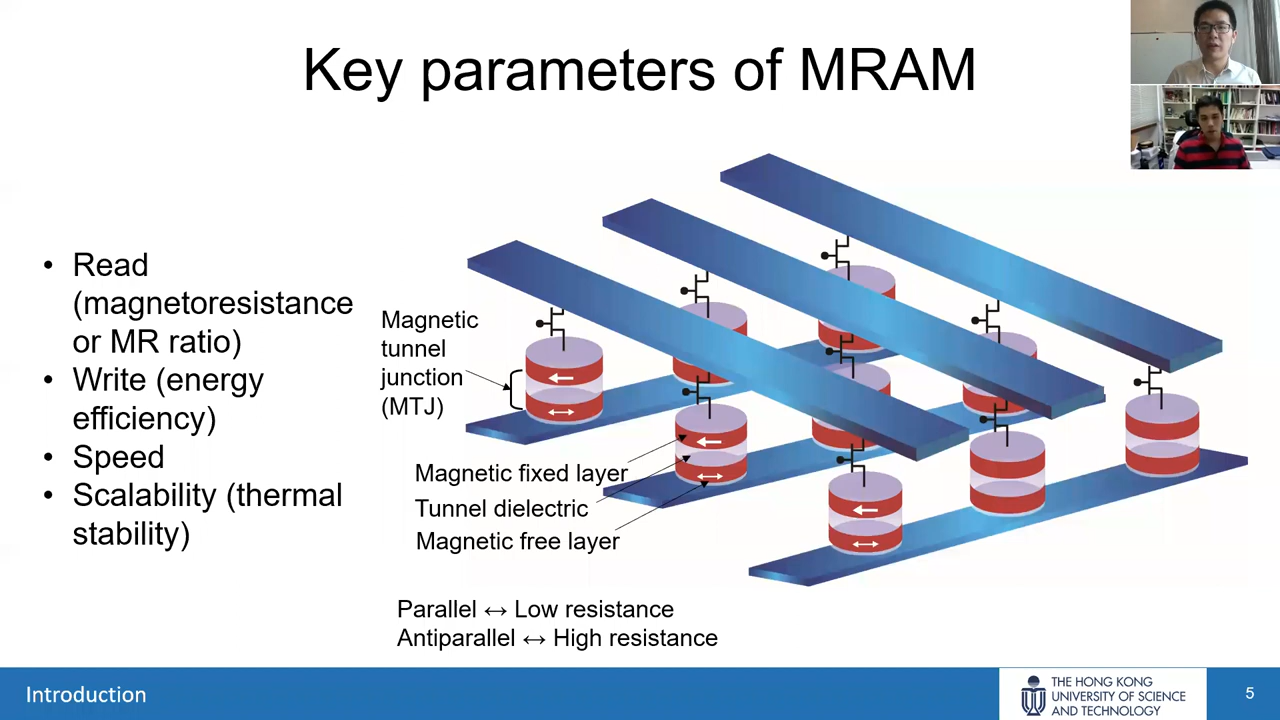 Key parameters of MRAM
• Read
(magnetoresistance
or MR ratio)
• Write (energy
efficiency)
• Speed
• Scalability (thermal
stability)
Magnetic
tunnel
junction
(MTJ)
Magnetic fixed layer
Tunnel dielectric
Magnetic free layer
Parallel ↔ Low resistance
Antiparallel ↔ High resistance
Introduction
THE HONG KONG
UNIVERSITY OF SCIENCE
AND TECHNOLOGY
5